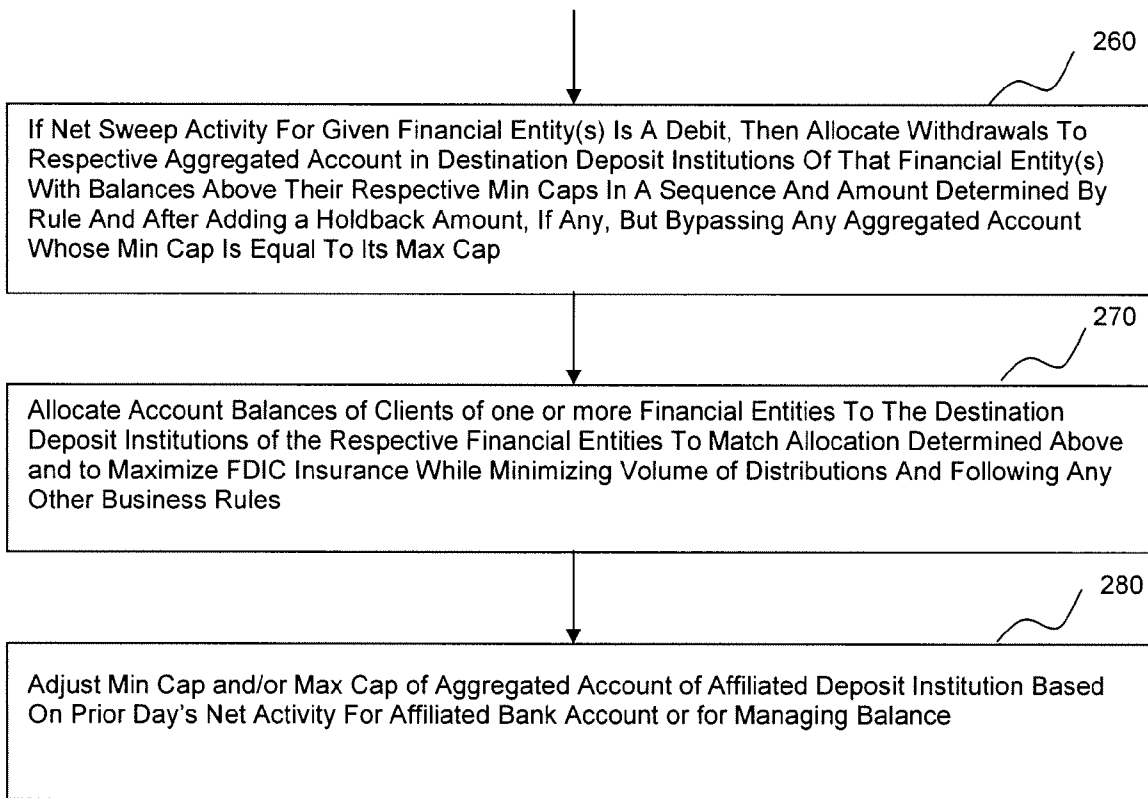 260
If Net Sweep Activity For Given Financial Entity(s) Is A Debit, Then Allocate Withdrawals To
Respective Aggregated Account in Destination Deposit Institutions Of That Financial Entity(s)
With Balances Above Their Respective Min Caps In A Sequence And Amount Determined By
Rule And After Adding a Holdback Amount, If Any, But Bypassing Any Aggregated Account
Whose Min Cap Is Equal To Its Max Cap
270
Allocate Account Balances of Clients of one or more Financial Entities To The Destination
Deposit Institutions of the Respective Financial Entities To Match Allocation Determined Above
and to Maximize FDIC Insurance While Minimizing Volume of Distributions And Following Any
Other Business Rules
280
Adjust Min Cap and/or Max Cap of Aggregated Account of Affiliated Deposit Institution Based
On Prior Day's Net Activity For Affiliated Bank Account or for Managing Balance